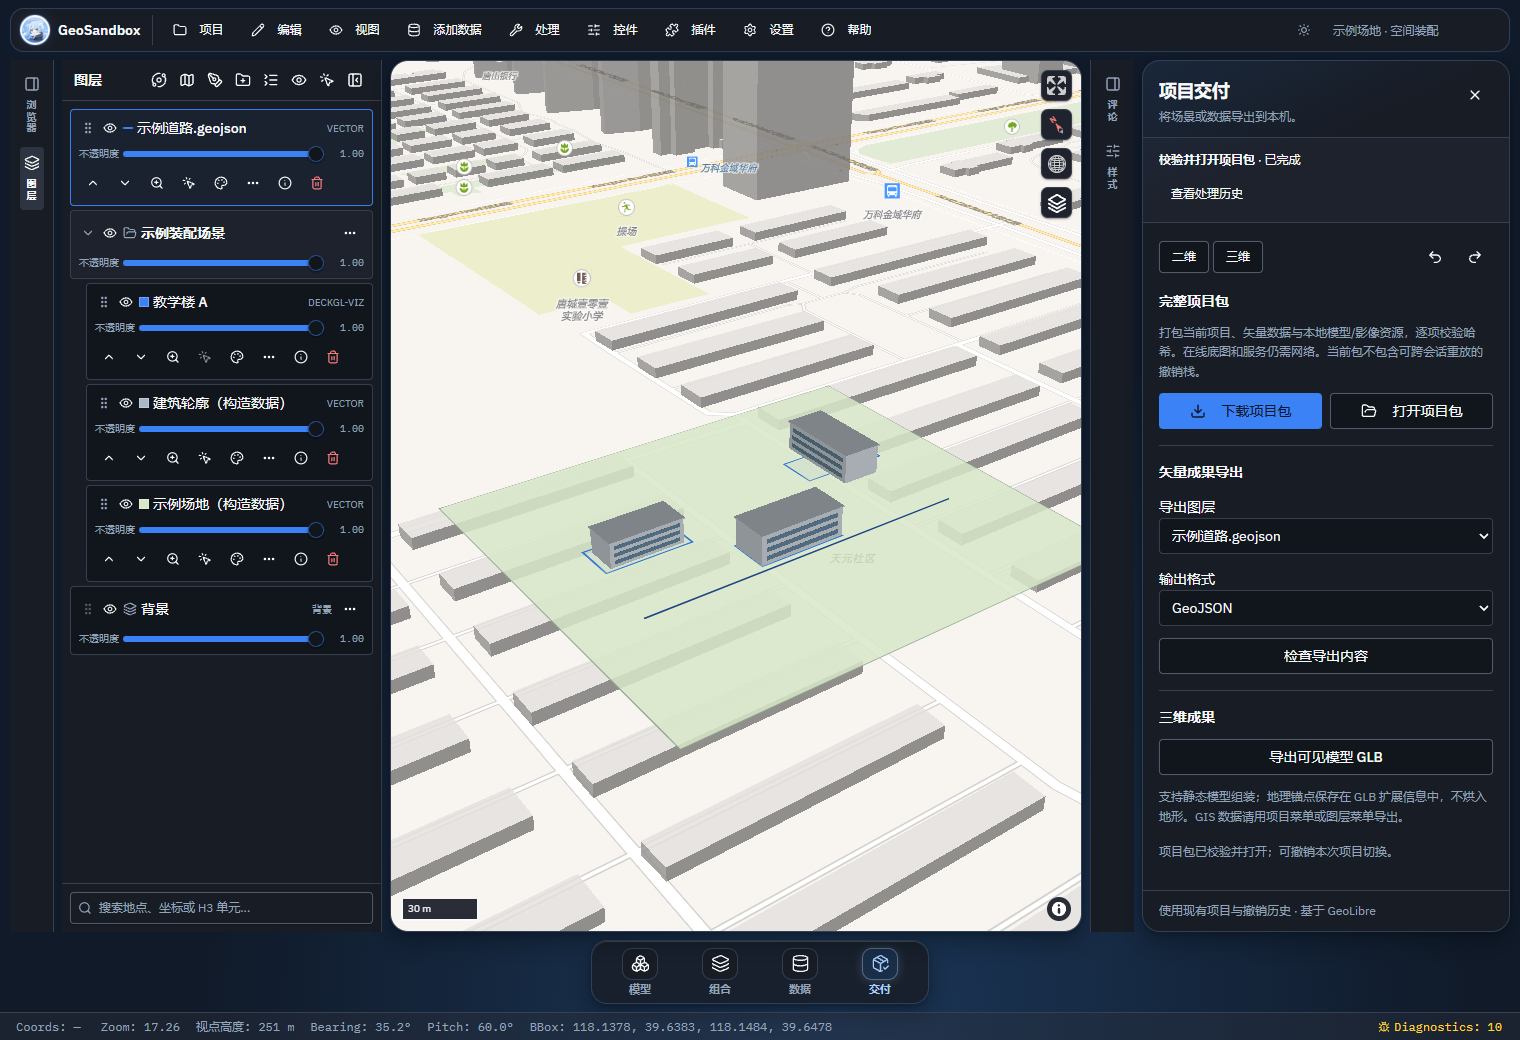 GeoSandbox
项目
编辑
视图
添加数据
处理
控件
插件
设置
帮助
示例场地 · 空间装配
浏览器
图层
图层
示例道路.geojson
VECTOR
不透明度
1.00
示例装配场景
不透明度
1.00
教学楼 A
DECKGL-VIZ
不透明度
1.00
建筑轮廓（构造数据）
VECTOR
不透明度
1.00
示例场地（构造数据）
VECTOR
不透明度
1.00
背景
背景
不透明度
1.00
搜索地点、坐标或 H3 单元...
唐山银行
万科金域华府
万科金域华府
操场
唐城壹零壹
实验小学
天元社区
30 m
评论
样式
项目交付
将场景或数据导出到本机。
校验并打开项目包 · 已完成
查看处理历史
二维
三维
完整项目包
打包当前项目、矢量数据与本地模型/影像资源，逐项校验哈
希。在线底图和服务仍需网络。当前包不包含可跨会话重放的
撤销栈。
下载项目包
打开项目包
矢量成果导出
导出图层
示例道路.geojson
输出格式
GeoJSON
检查导出内容
三维成果
导出可见模型 GLB
支持静态模型组装；地理锚点保存在 GLB 扩展信息中，不烘入
地形。GIS 数据请用项目菜单或图层菜单导出。
项目包已校验并打开；可撤销本次项目切换。
使用现有项目与撤销历史 · 基于 GeoLibre
模型
组合
数据
交付
Coords: —
Zoom: 17.26
视点高度: 251 m
Bearing: 35.2°
Pitch: 60.0°
BBox: 118.1378, 39.6383, 118.1484, 39.6478
Diagnostics: 10